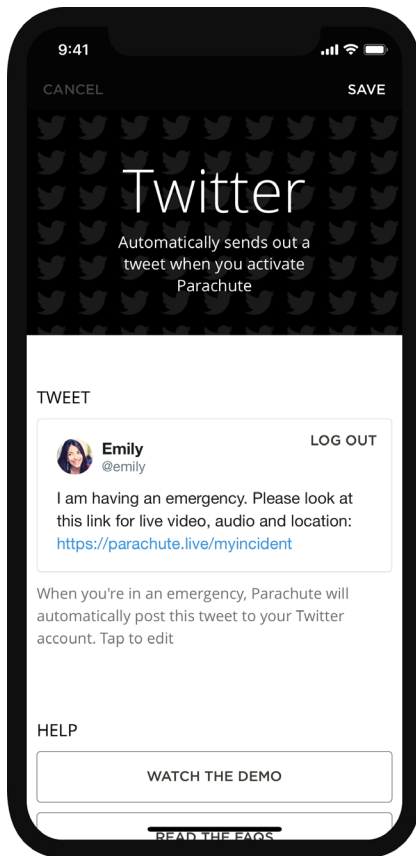 9:41
CANCEL
SAVE
Twitter
Automatically sends out a
tweet when you activate
Parachute
TWEET
Emily
LOG OUT
@emily
I am having an emergency. Please look at
this link for live video, audio and location:
https://parachute.live/myincident
When you're in an emergency, Parachute will
automatically post this tweet to your Twitter
account. Tap to edit
HELP
WATCH THE DEMO
READ THE FAQS